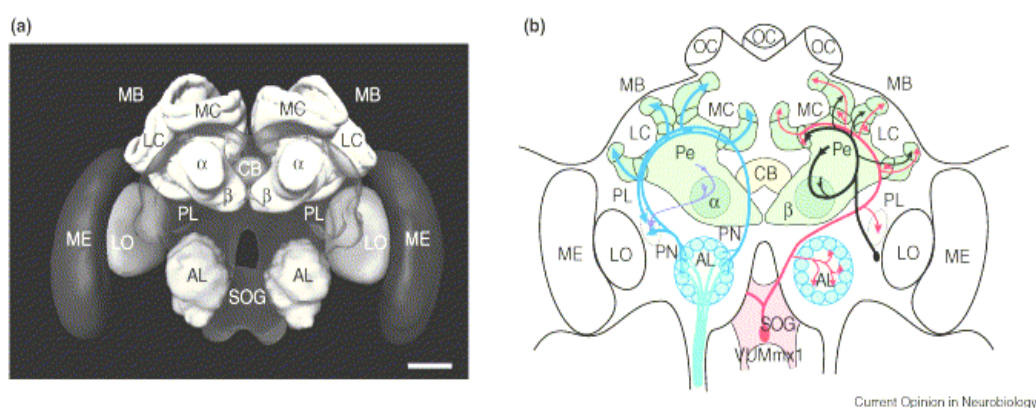 (a)
MB
MC
MC
MB
LC
LC
α
CB
α
β
β
PL
PL
ME
LO
LO
ME
AL
AL
SOG
(b)
OC
OC
OC
MB
MC
MC
MB
LC
LC
Pe
Pe
CB
PL
α
β
PL
PN
PN
ME
LO
AL
AL
LO
ME
SOG
VUMmx1
Current Opinion in Neurobiology